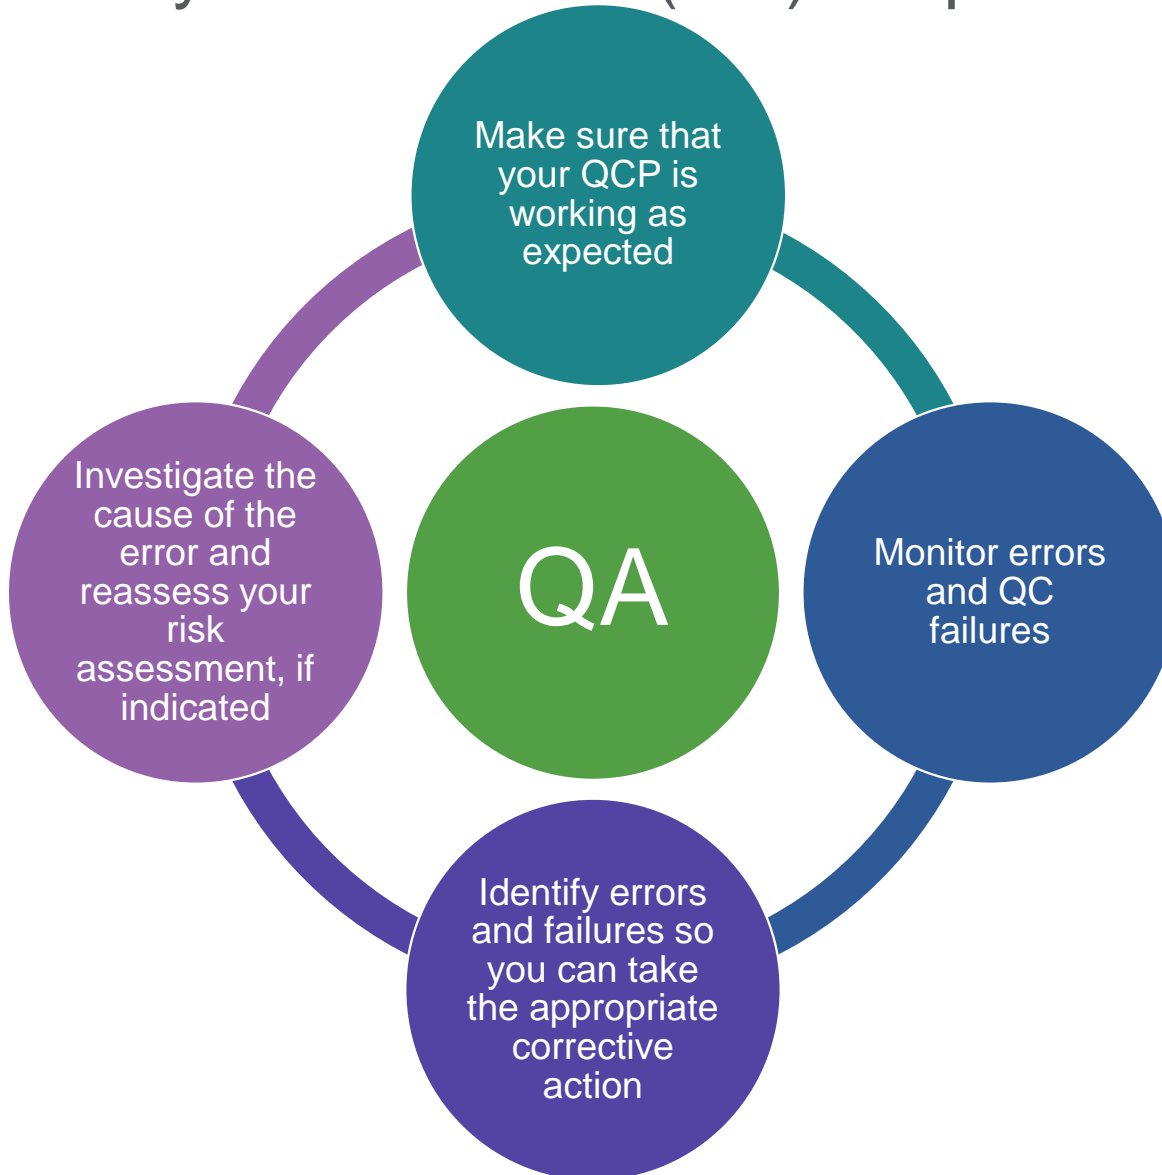 Make sure that
your QCP is
working as
expected
Investigate the
cause of the
error and
reassess your
risk
assessment, if
indicated
QA
Monitor errors
and QC
failures
Identify errors
and failures so
you can take
the appropriate
corrective
action